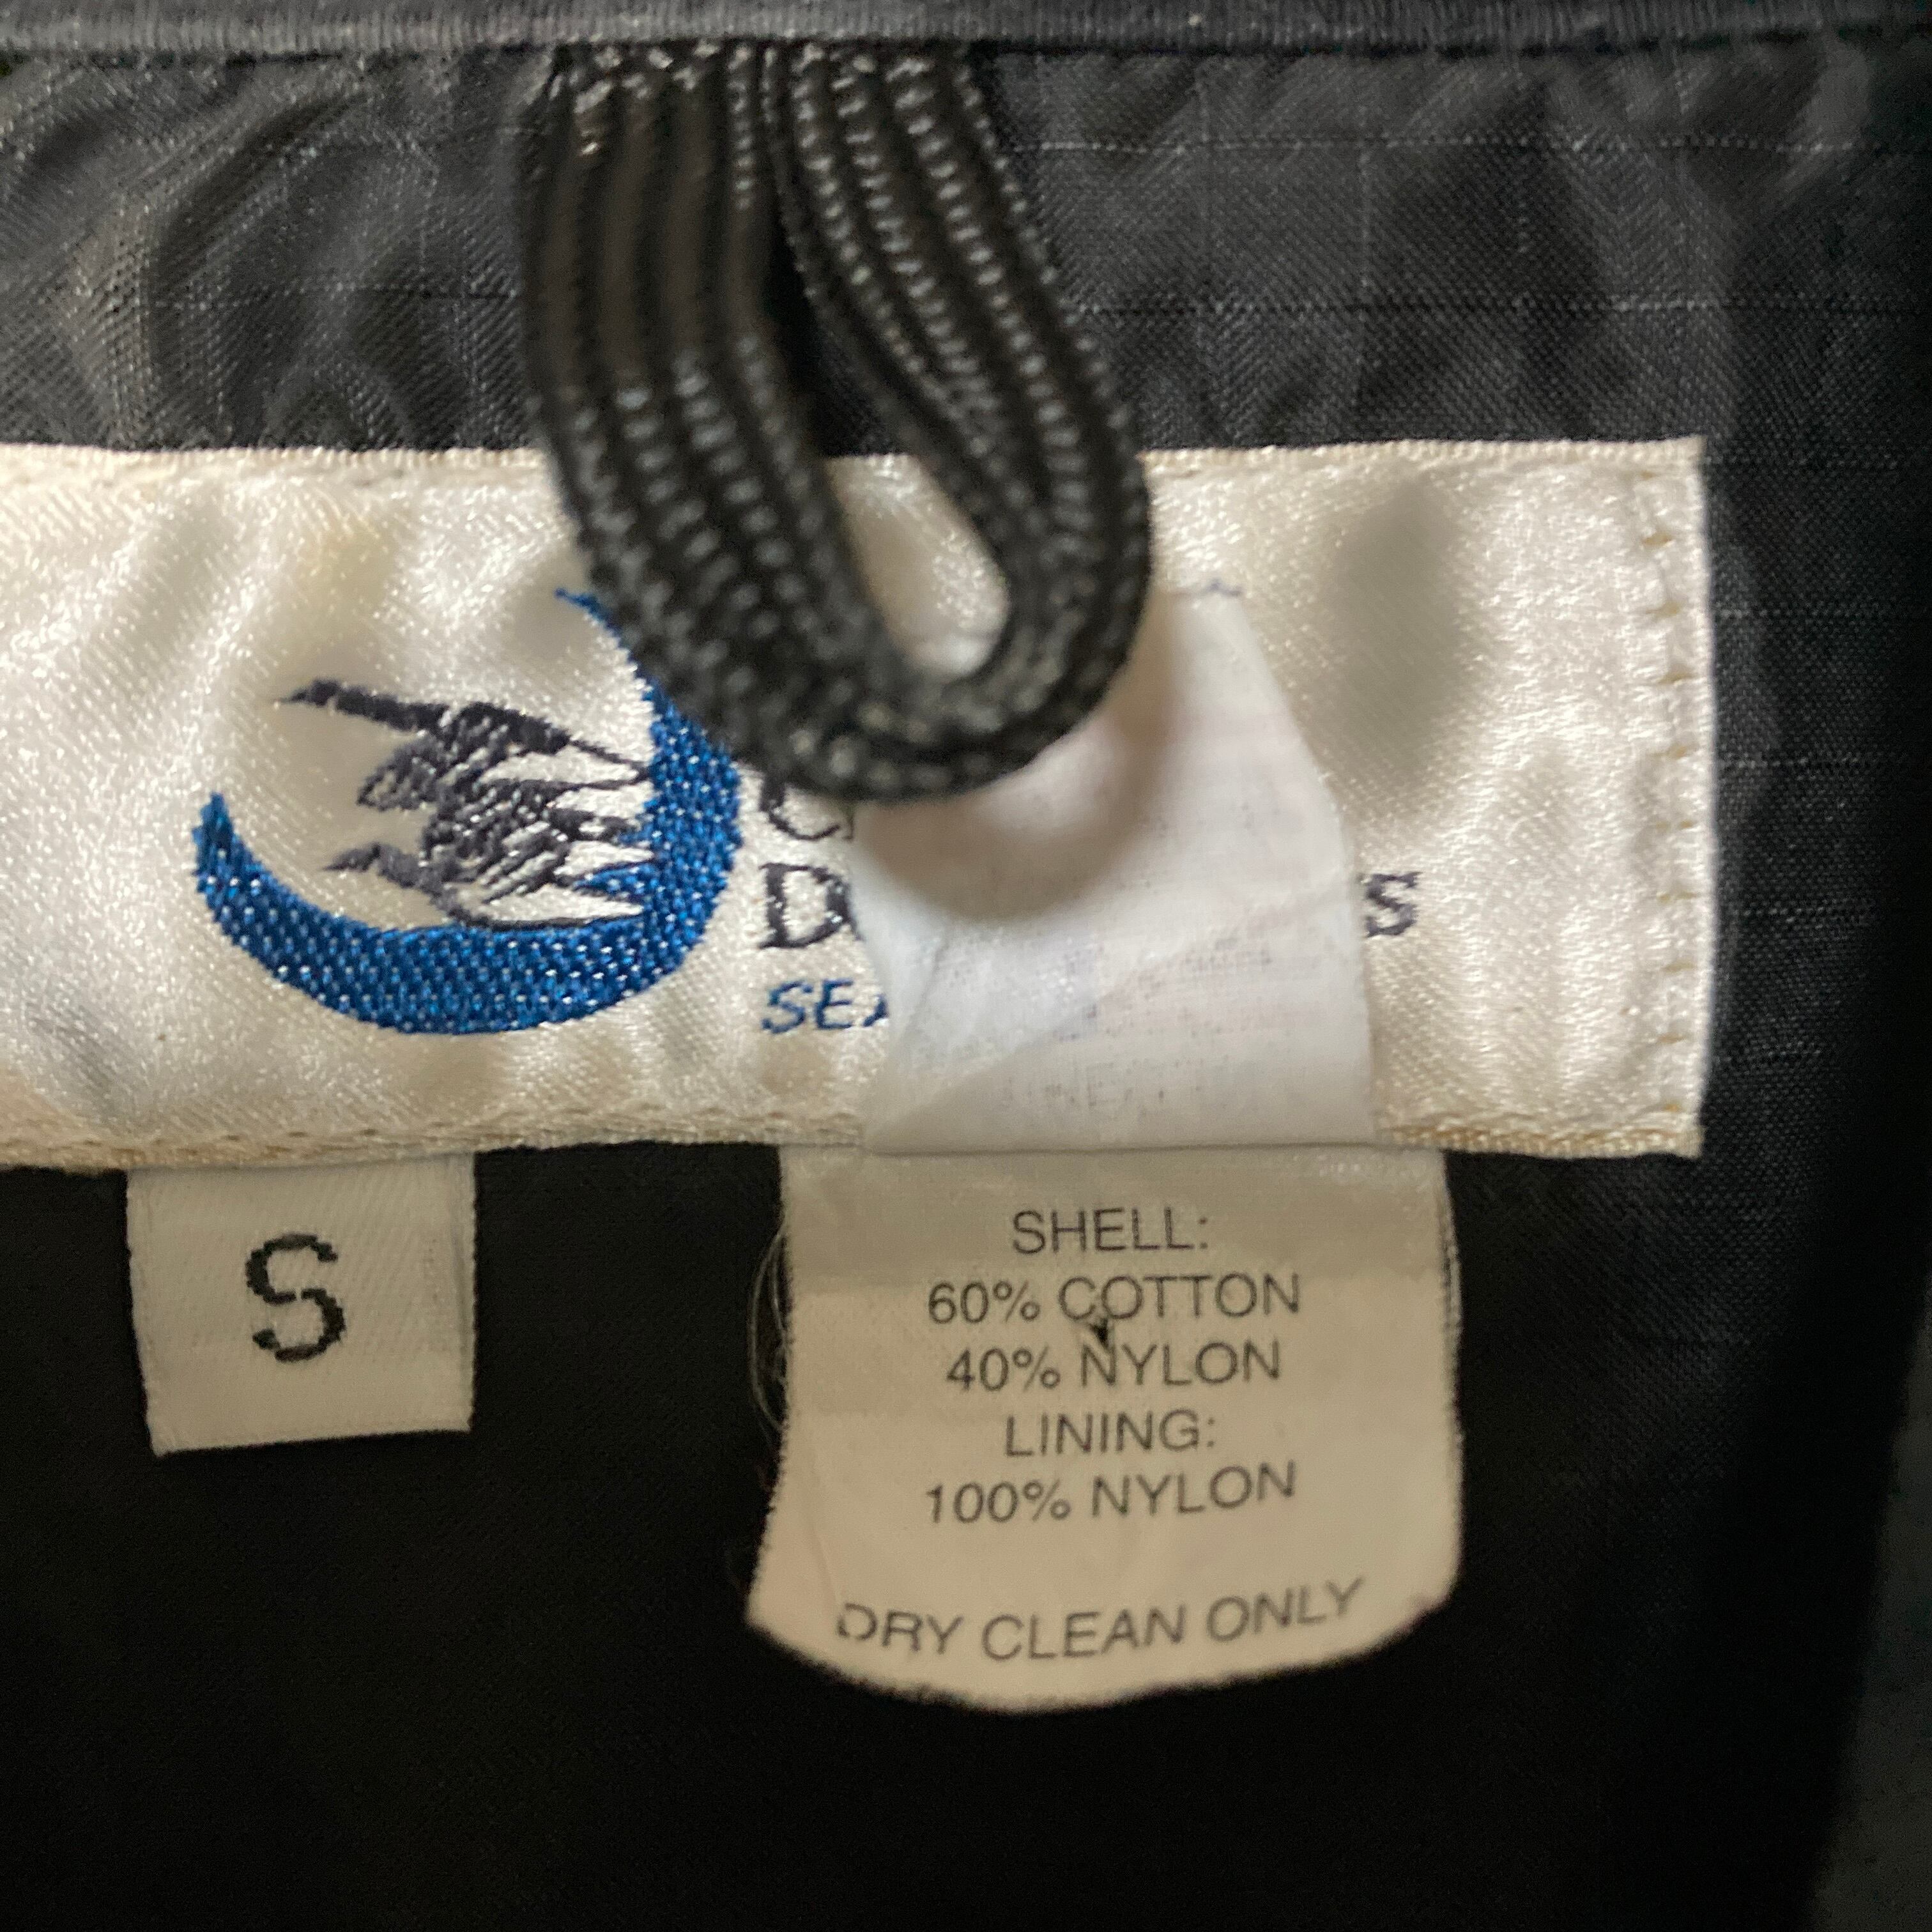 S
S
SHELL:
60% COTTON
40% NYLON
LINING:
100% NYLON
DRY CLEAN ONLY